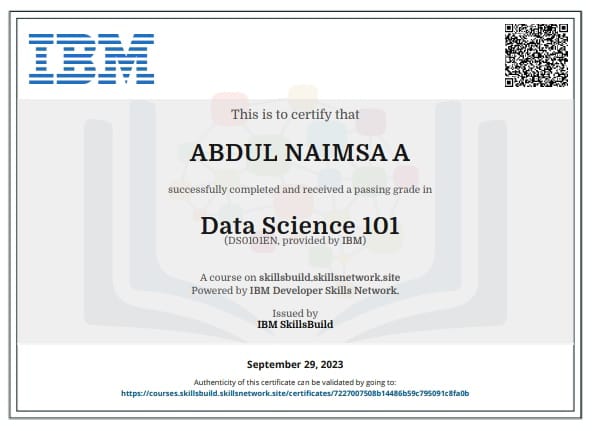 IBM
This is to certify that
ABDUL NAIMSA A
successfully completed and received a passing grade in
Data Science 101
(DS0101EN, provided by IBM)
A course on skillsbuild.skillsnetwork.site
Powered by IBM Developer Skills Network.
Issued by
IBM SkillsBuild
September 29, 2023
Authenticity of this certificate can be validated by going to:
https://courses.skillsbuild.skillsnetwork.site/certificates/7227007508b14486b59c795091c8fa0b